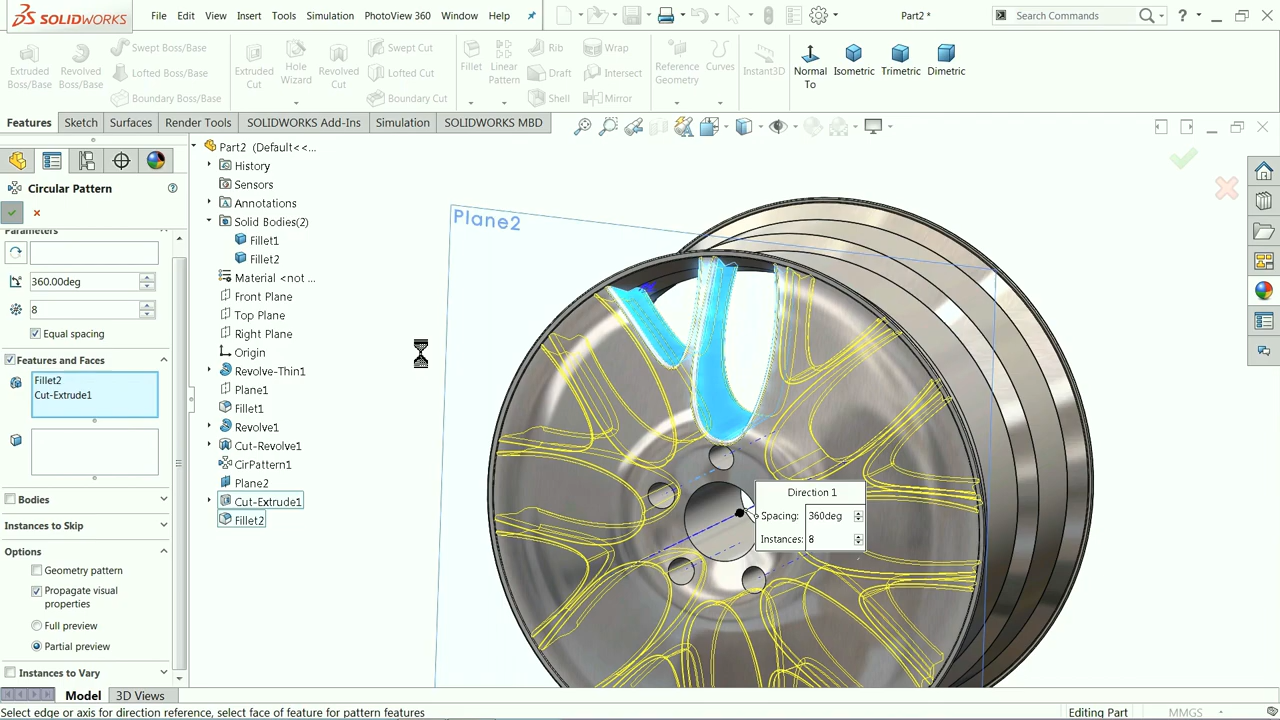 SOLIDWORKS
File Edit View Insert Tools Simulation PhotoView 360 Window Help
Part2 *
Search Commands
Extruded Boss/Base
Revolved Boss/Base
Swept Boss/Base
Lofted Boss/Base
Boundary Boss/Base
Extruded Cut
Hole Wizard
Revolved Cut
Swept Cut
Lofted Cut
Boundary Cut
Fillet
Linear Pattern
Rib
Draft
Shell
Wrap
Intersect
Mirror
Reference Geometry
Curves
Instant3D
Normal To
Isometric
Trimetric
Dimetric
Features Sketch Surfaces Render Tools SOLIDWORKS Add-Ins Simulation SOLIDWORKS MBD
Circular Pattern
Parameters
360.00deg
8
Equal spacing
Features and Faces
Fillet2
Cut-Extrude1
Bodies
Instances to Skip
Options
Geometry pattern
Propagate visual
properties
Full preview
Partial preview
Instances to Vary
Part2 (Default<<...
History
Sensors
Annotations
Solid Bodies(2)
Fillet1
Fillet2
Material <not ...
Front Plane
Top Plane
Right Plane
Origin
Revolve-Thin1
Plane1
Fillet1
Revolve1
Cut-Revolve1
CirPattern1
Plane2
Cut-Extrude1
Fillet2
Plane2
Direction 1
Spacing: 360deg
Instances: 8
Model 3D Views
Select edge or axis for direction reference, select face of feature for pattern features
Editing Part
MMGS